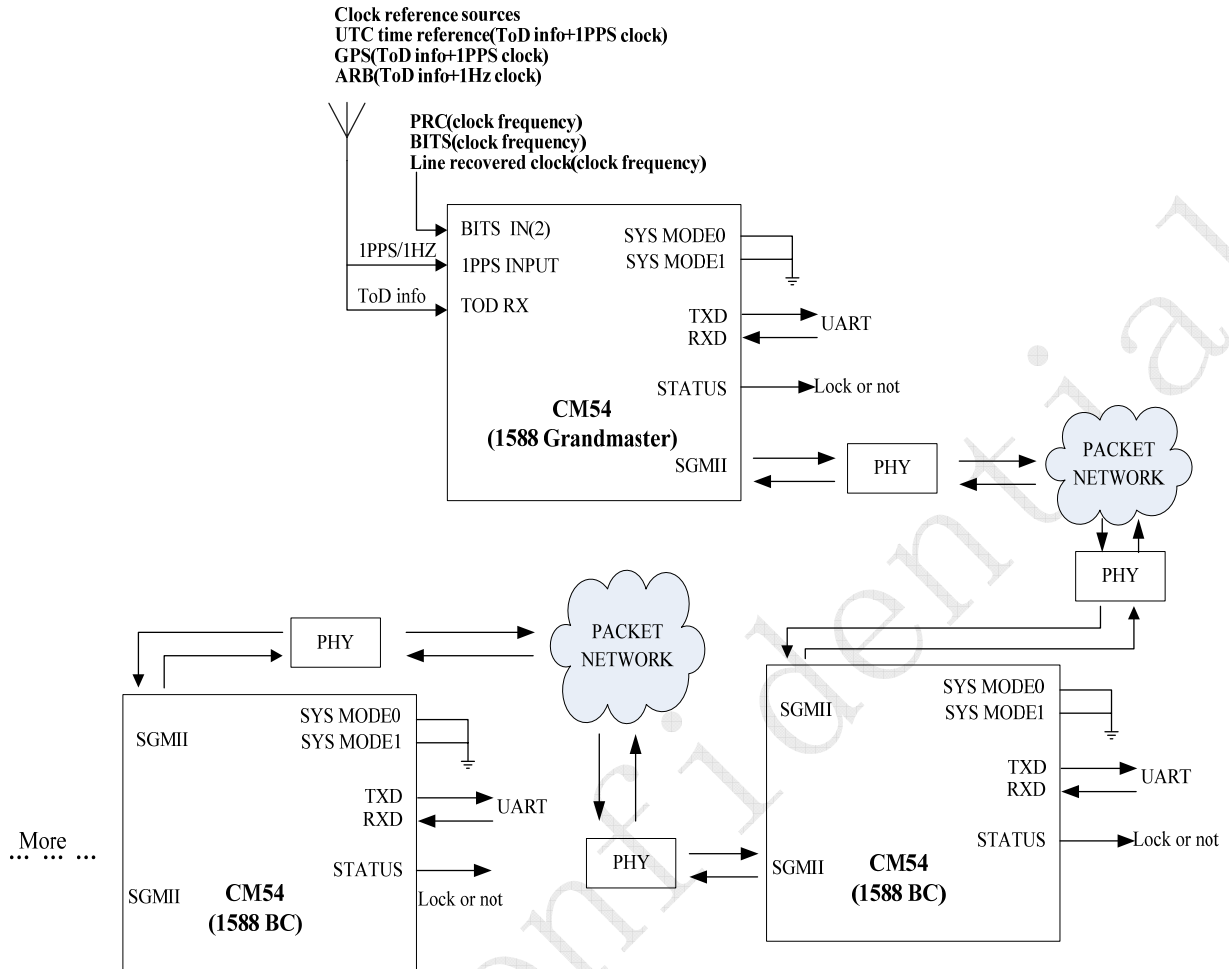 Clock reference sources
UTC time reference(ToD info+1PPS clock)
GPS(ToD info+1PPS clock)
ARB(ToD info+1Hz clock)
PRC(clock frequency)
BITS(clock frequency)
Line recovered clock(clock frequency)
BITS IN(2)
1PPS/1HZ
1PPS INPUT
ToD info
TOD RX
SYS MODE0
SYS MODE1
TXD
RXD
UART
STATUS
Lock or not
CM54
(1588 Grandmaster)
SGMII
PHY
PACKET
NETWORK
PHY
PHY
PACKET
NETWORK
SGMII
SYS MODE0
SYS MODE1
TXD
RXD
UART
STATUS
Lock or not
SGMII
CM54
(1588 BC)
PHY
SGMII
SYS MODE0
SYS MODE1
TXD
RXD
UART
STATUS
Lock or not
SGMII
CM54
(1588 BC)
More
... ... ...
onfidential